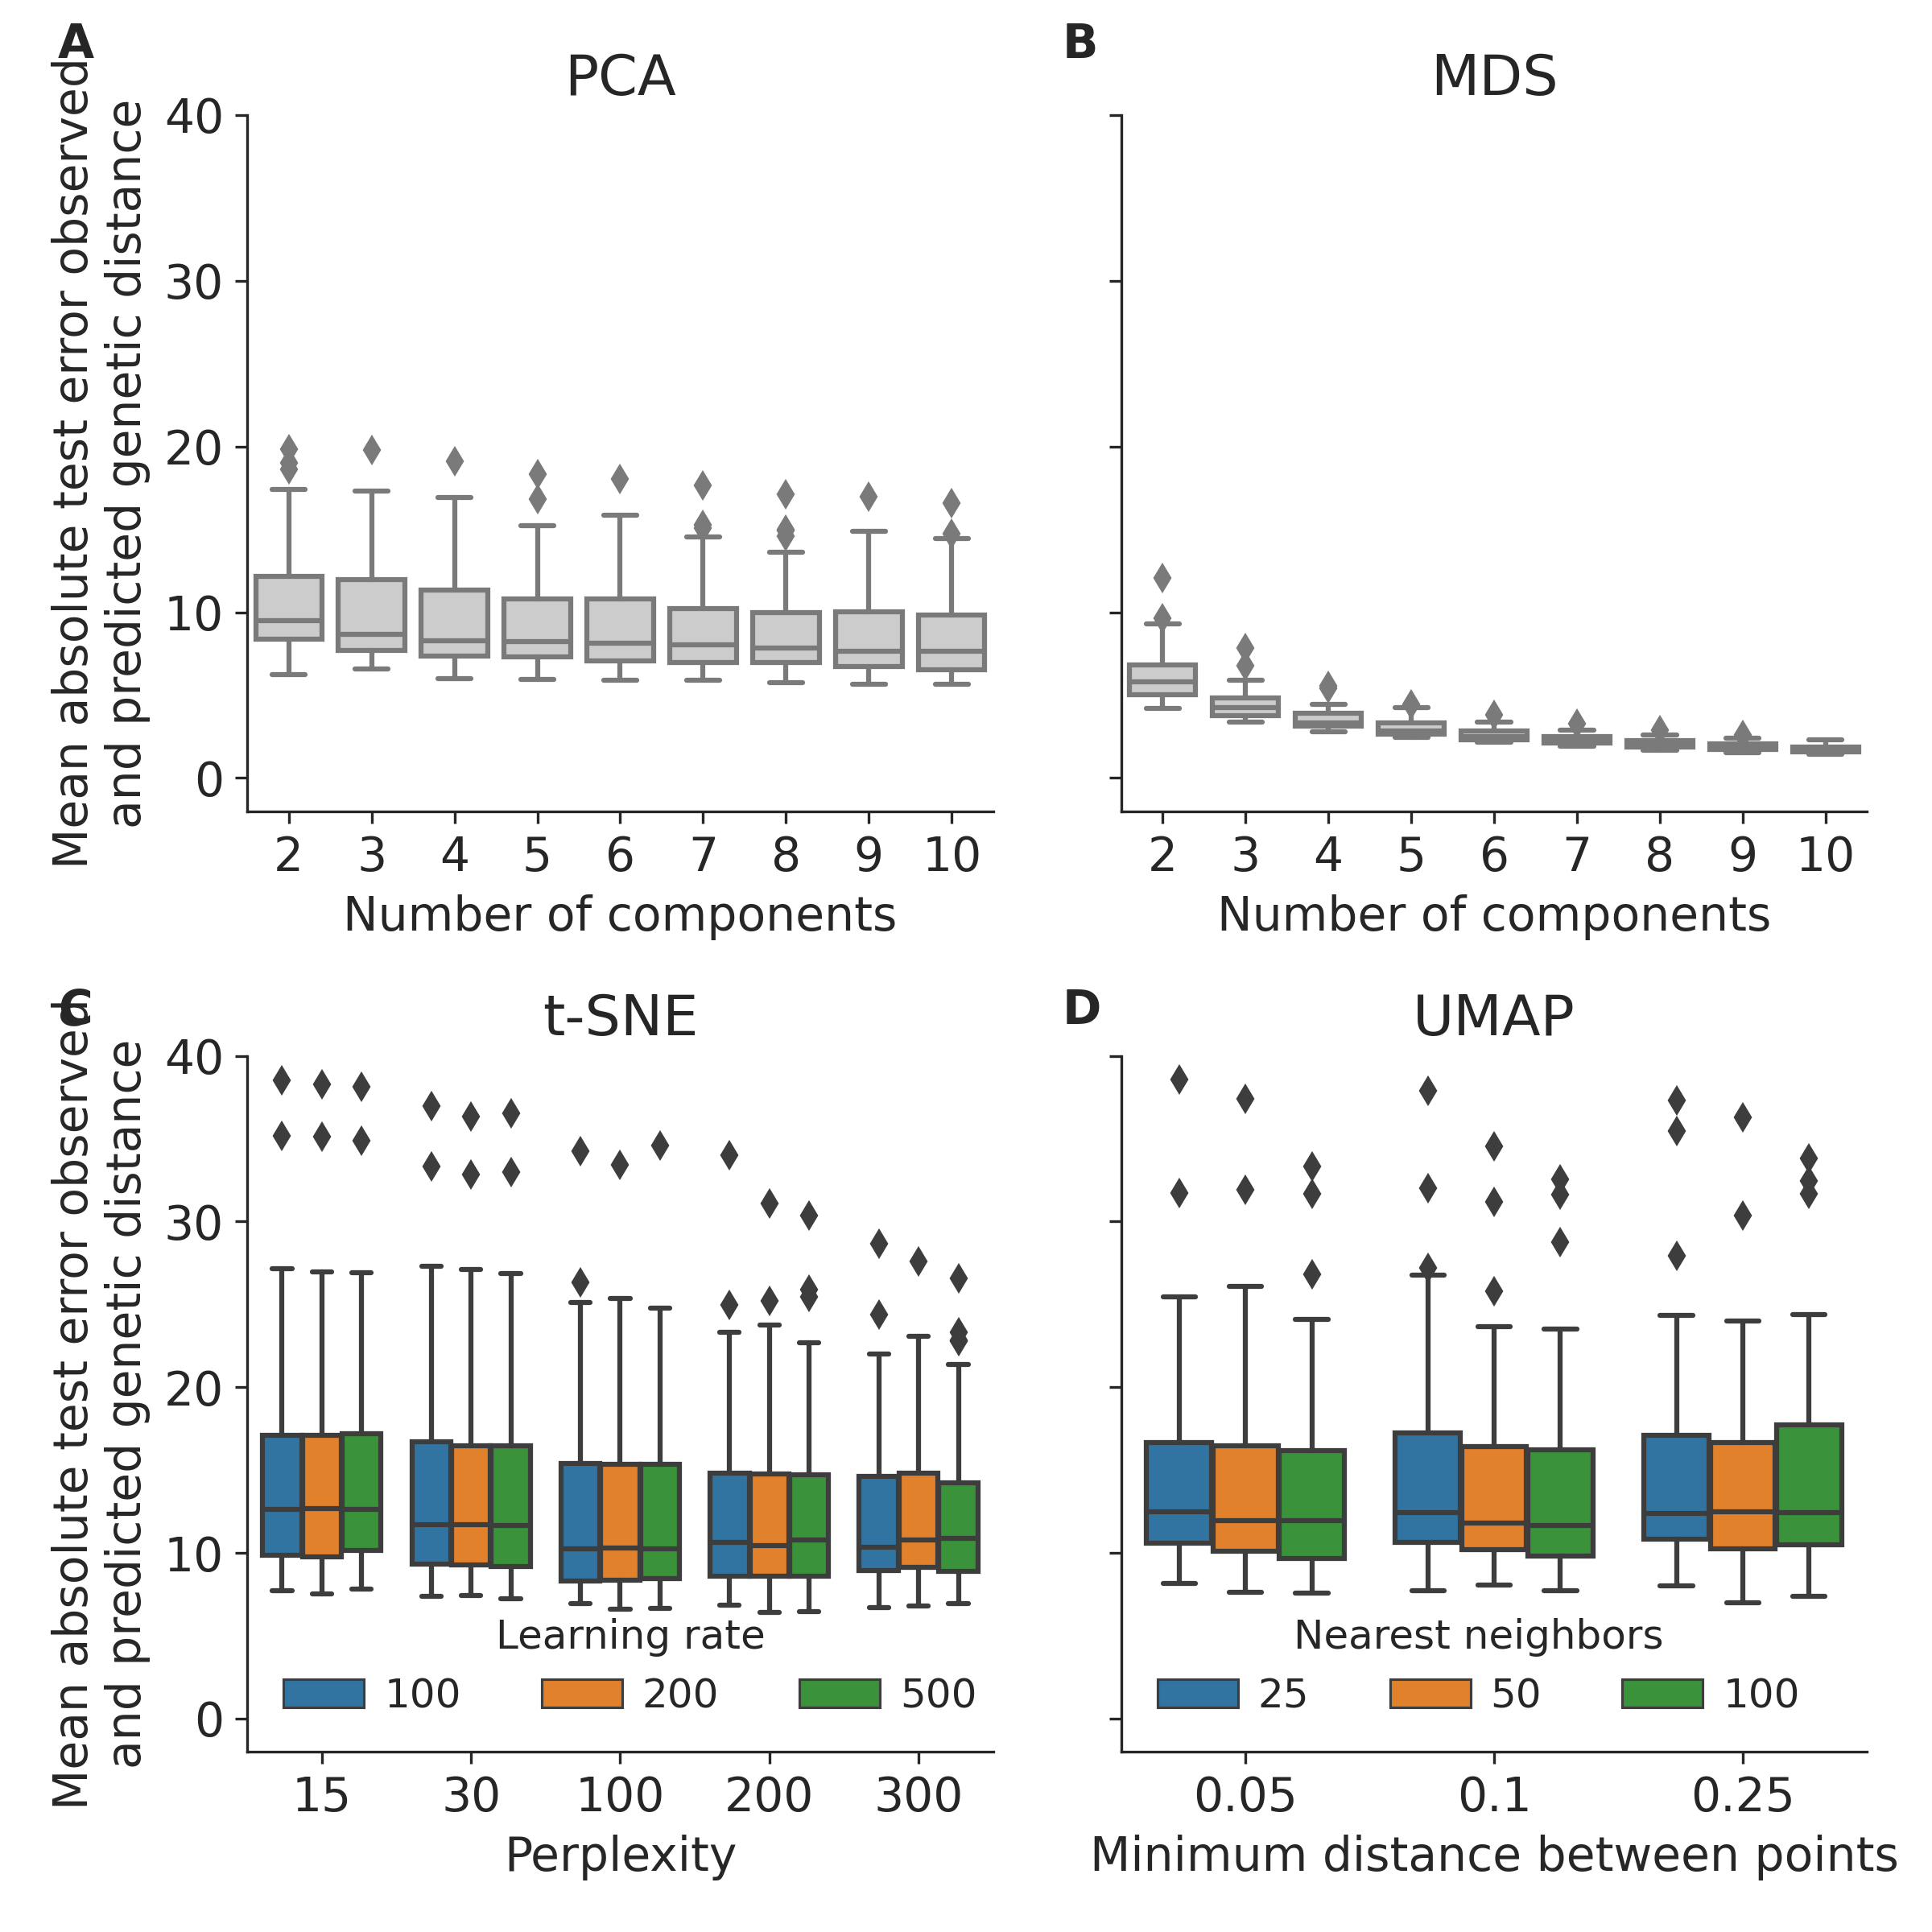 A
B
PCA
MDS
Mean absolute test error observed
and predicted genetic distance
40
30
20
10
0
2 3 4 5 6 7 8 9 10
2 3 4 5 6 7 8 9 10
Number of components
Number of components
C
D
t-SNE
UMAP
Mean absolute test error observed
and predicted genetic distance
40
30
20
10
0
Learning rate
100 200 500
Nearest neighbors
25 50 100
15 30 100 200 300
0.05 0.1 0.25
Perplexity
Minimum distance between points